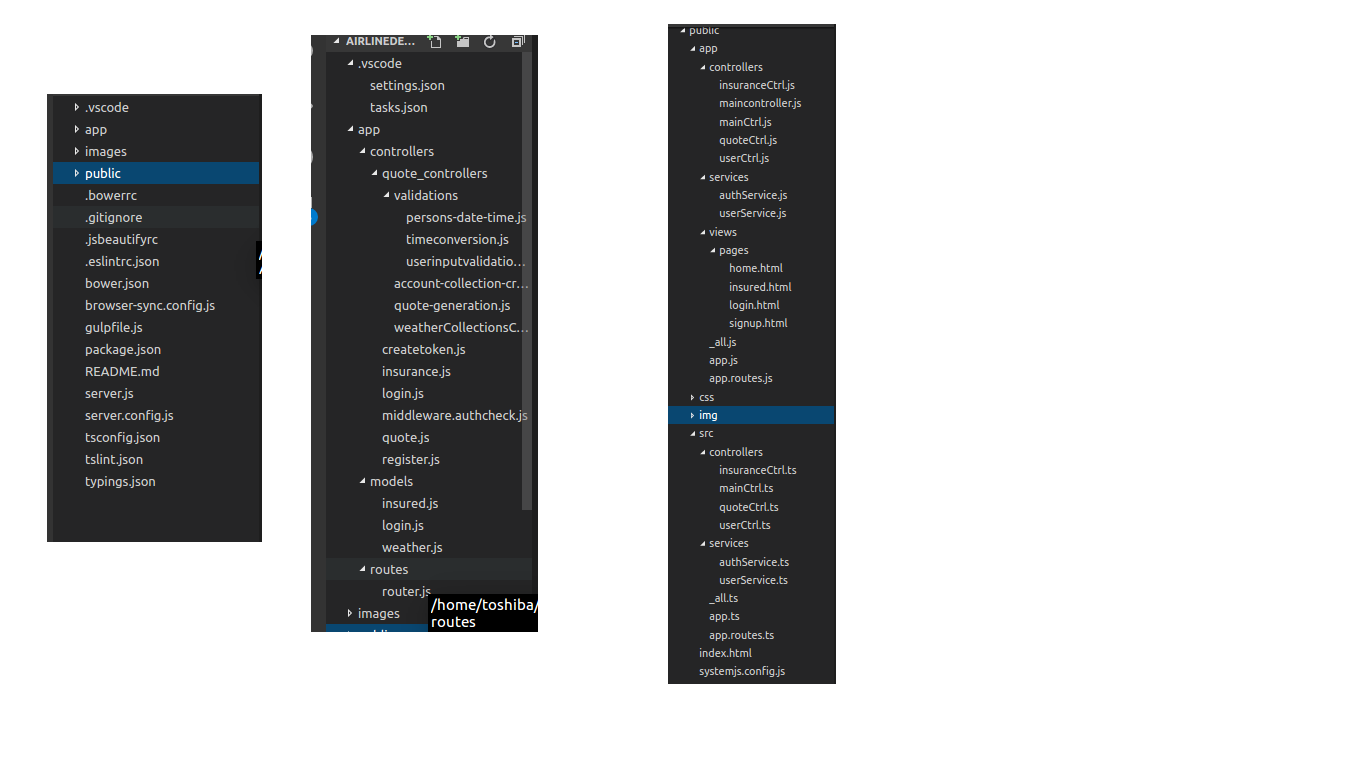 .vscode
app
images
public
.bowerrc
.gitignore
.jsbeautifyrc
.eslintrc.json
bower.json
browser-sync.config.js
gulpfile.js
package.json
README.md
server.js
server.config.js
tsconfig.json
tslint.json
typings.json
AIRLINEDE...
.vscode
settings.json
tasks.json
app
controllers
quote_controllers
validations
persons-date-time.js
timeconversion.js
userinputvalidatio...
account-collection-cr...
quote-generation.js
weatherCollectionsC...
createtoken.js
insurance.js
login.js
middleware.authcheck.js
quote.js
register.js
models
insured.js
login.js
weather.js
routes
router.js
images
/home/toshiba/
routes
public
app
controllers
insuranceCtrl.js
maincontroller.js
mainCtrl.js
quoteCtrl.js
userCtrl.js
services
authService.js
userService.js
views
pages
home.html
insured.html
login.html
signup.html
_all.js
app.js
app.routes.js
css
img
src
controllers
insuranceCtrl.ts
mainCtrl.ts
quoteCtrl.ts
userCtrl.ts
services
authService.ts
userService.ts
_all.ts
app.ts
app.routes.ts
index.html
systemjs.config.js